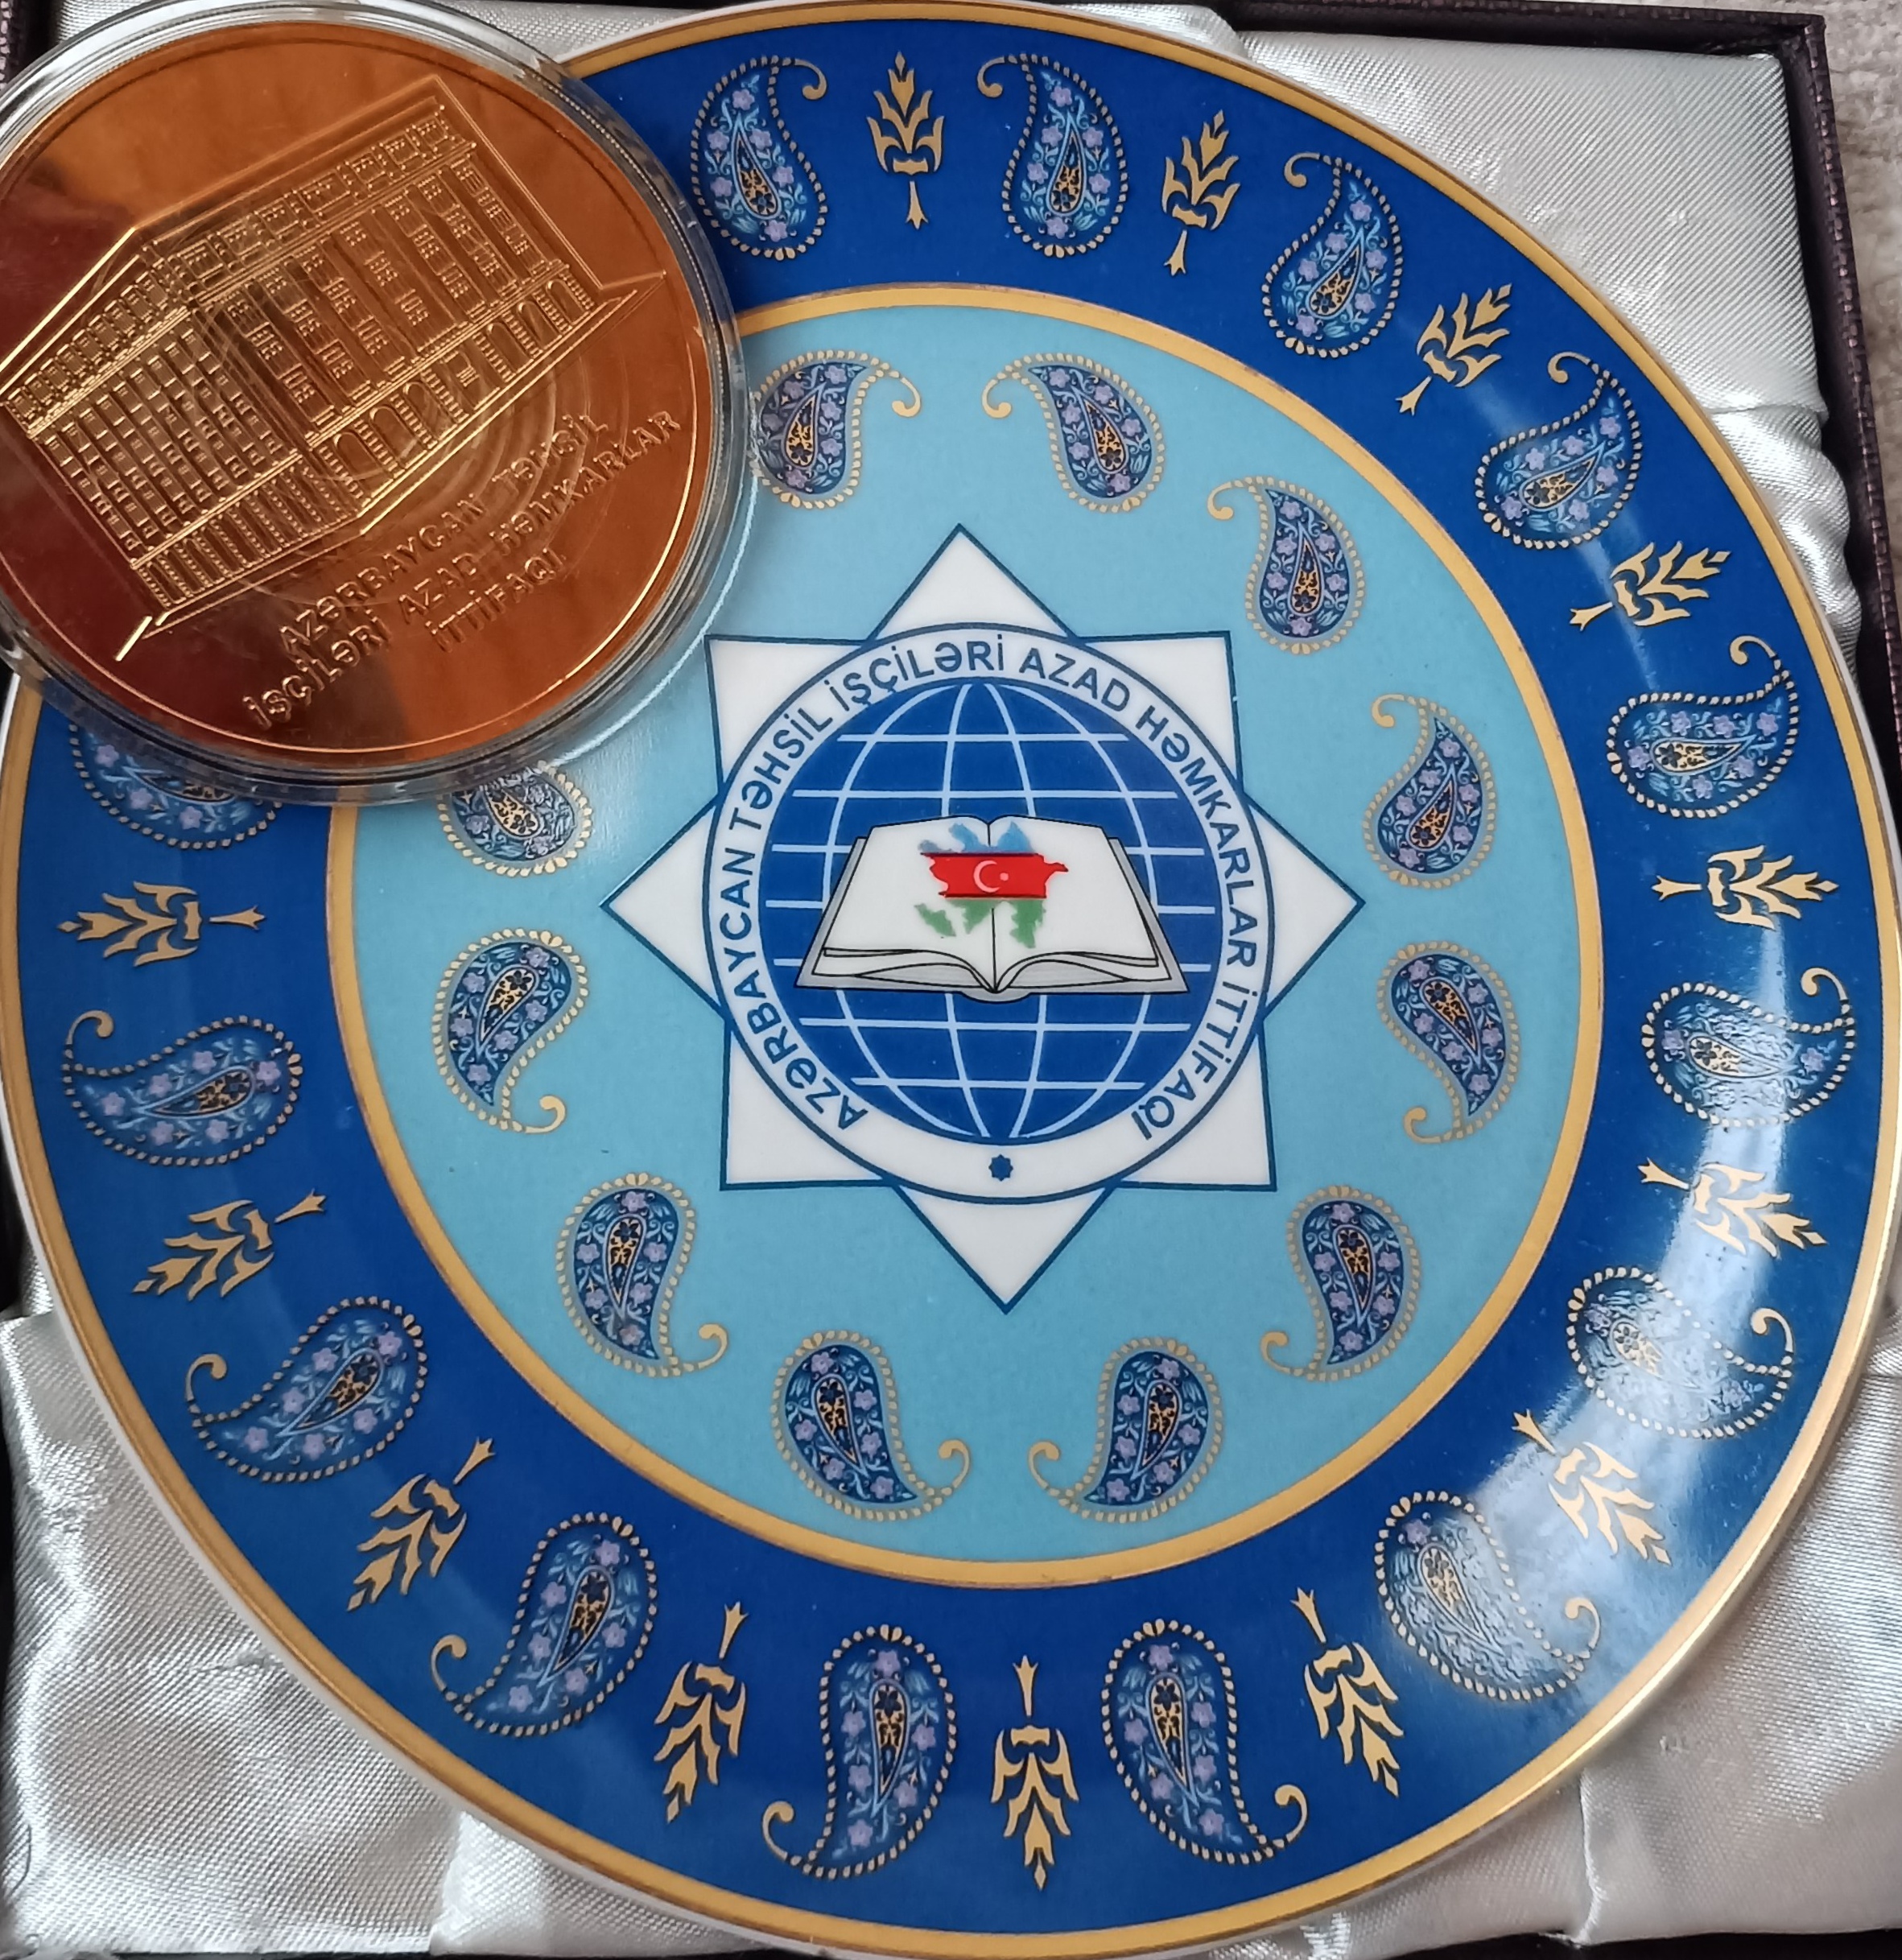 AZƏRBAYCAN TƏHSİL
İŞÇİLƏRİ AZAD HƏMKARLAR
İTTİFAQI
AZƏRBAYCAN TƏHSİL İŞÇİLƏRİ AZAD HƏMKARLAR İTTİFAQI